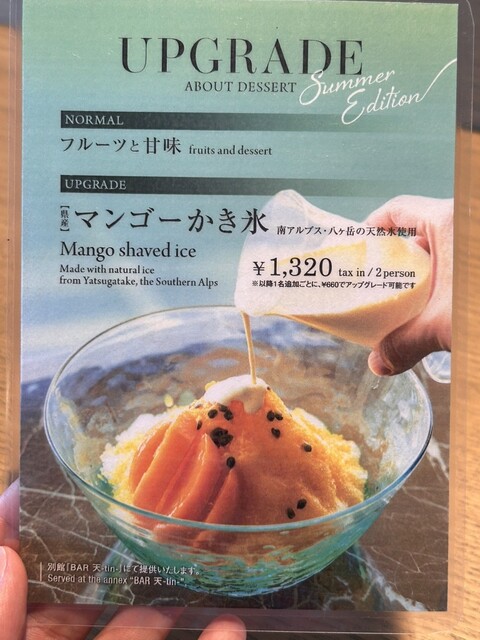 UPGRADE
ABOUT DESSERT
Summer
Edition
NORMAL
フルーツと甘味 fruits and dessert
UPGRADE
[県産]マンゴーかき氷 南アルプス・八ヶ岳の天然氷使用
Mango shaved ice
Made with natural ice
from Yatsugatake, the Southern Alps
¥1,320 tax in / 2 person
※以降1名追加ごとに、¥660でアップグレード可能です
別館「BAR 天-tin-」にて提供いたします。
Served at the annex "BAR 天-tin-".